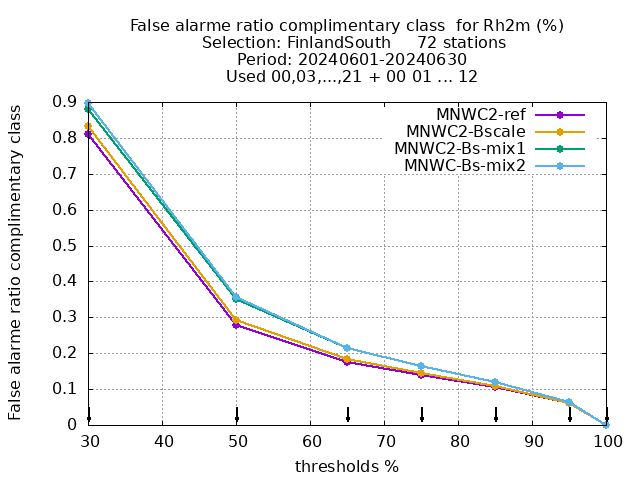 False alarme ratio complimentary class  for Rh2m (%)
Selection: FinlandSouth     72 stations
Period: 20240601-20240630
Used 00,03,...,21 + 00 01 ... 12
False alarme ratio complimentary class
0.9
0.8
0.7
0.6
0.5
0.4
0.3
0.2
0.1
0
MNWC2-ref
MNWC2-Bscale
MNWC2-Bs-mix1
MNWC-Bs-mix2
30 40 50 60 70 80 90 100
thresholds %